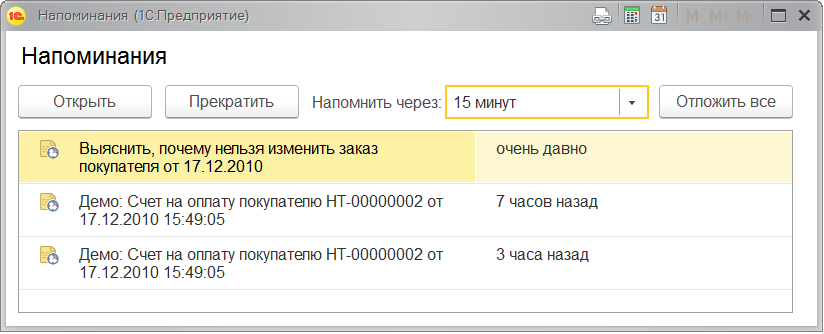 1С Напоминания (1С:Предприятие) 31 M M+ M-
Напоминания
Открыть Прекратить Напомнить через: 15 минут Отложить все
Выяснить, почему нельзя изменить заказ очень давно
покупателя от 17.12.2010
Демо: Счет на оплату покупателю НТ-00000002 от 7 часов назад
17.12.2010 15:49:05
Демо: Счет на оплату покупателю НТ-00000002 от 3 часа назад
17.12.2010 15:49:05